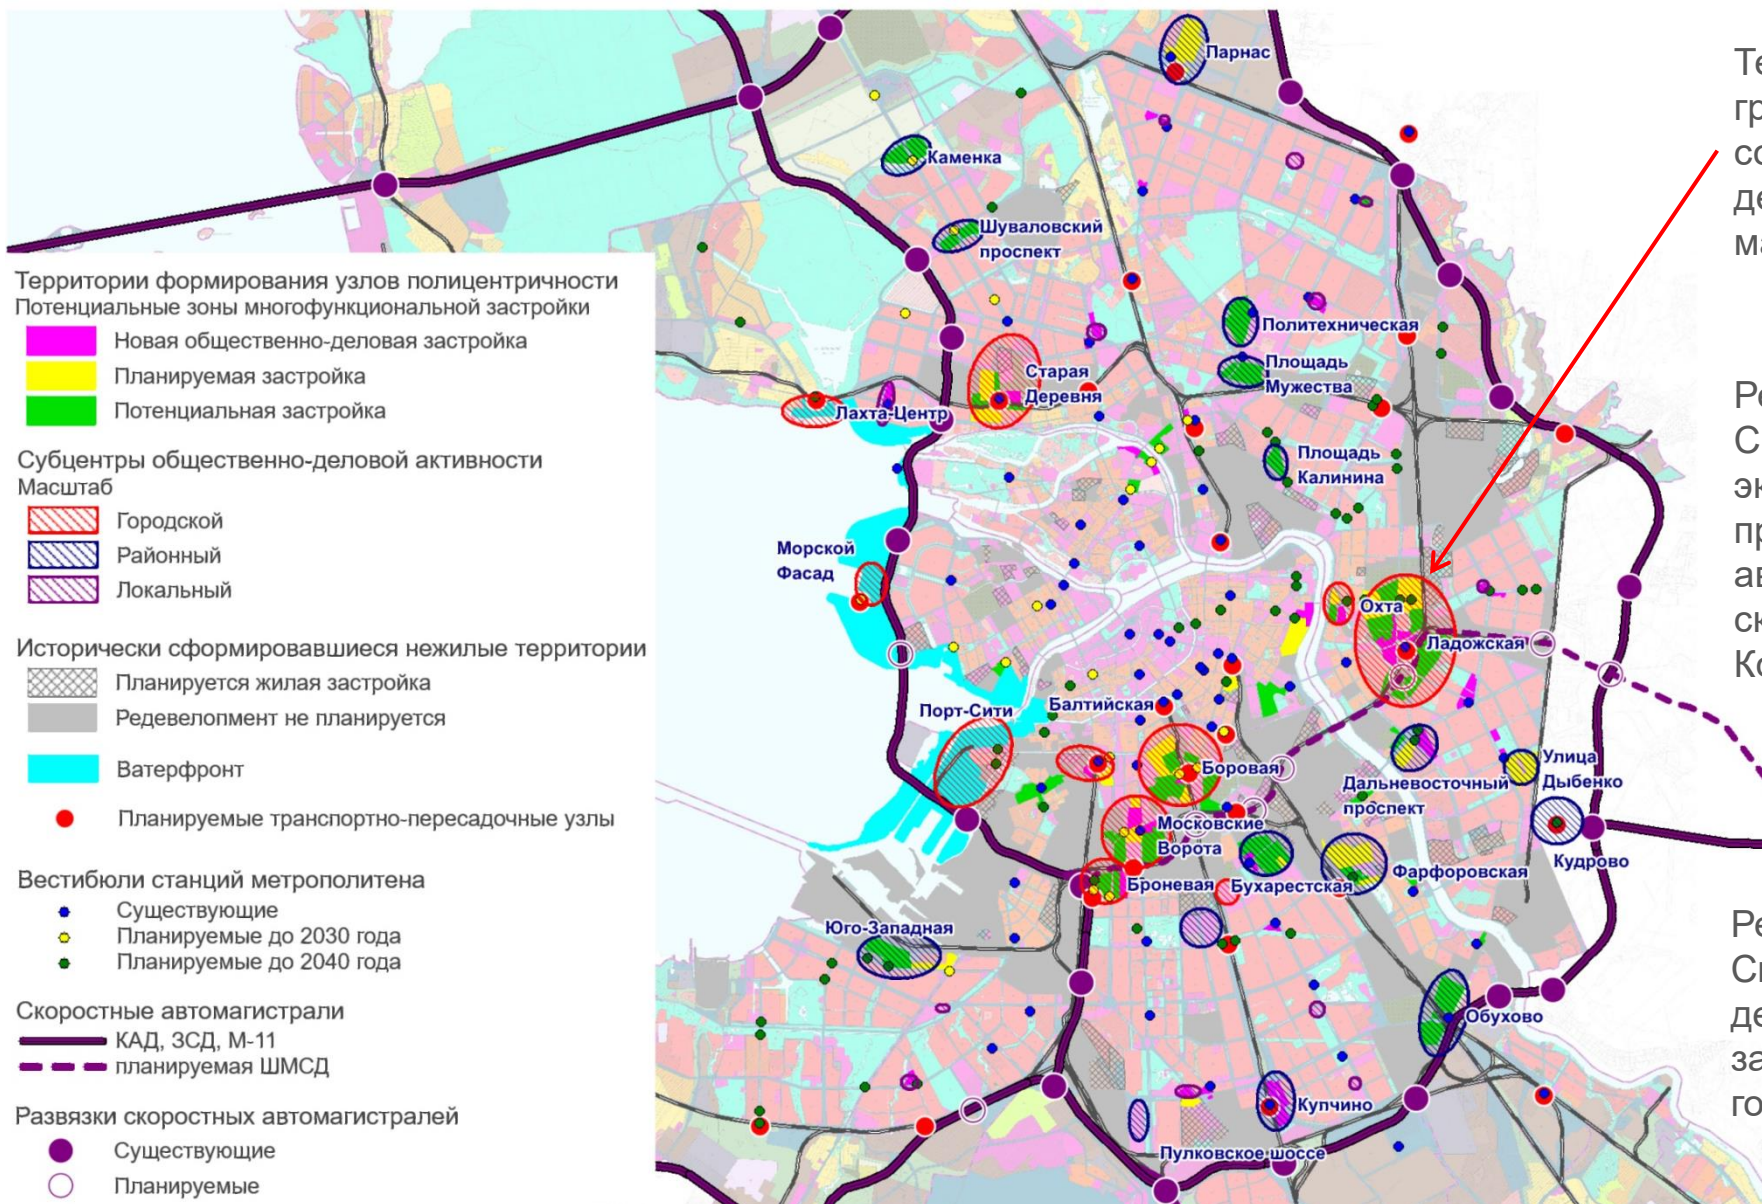 Территории формирования узлов полицентричности
Потенциальные зоны многофункциональной застройки
Новая общественно-деловая застройка
Планируемая застройка
Потенциальная застройка
Субцентры общественно-деловой активности
Масштаб
Городской
Районный
Локальный
Исторически сформировавшиеся нежилые территории
Планируется жилая застройка
Редевелопмент не планируется
Ватерфронт
Планируемые транспортно-пересадочные узлы
Вестибюли станций метрополитена
Существующие
Планируемые до 2030 года
Планируемые до 2040 года
Скоростные автомагистрали
КАД, ЗСД, М-11
планируемая ШМСД
Развязки скоростных автомагистралей
Существующие
Планируемые
Парнас
Каменка
Шуваловский
проспект
Политехническая
Площадь
Мужества
Старая
Деревня
Лахта-Центр
Площадь
Калинина
Морской
Фасад
Охта
Ладожская
Порт-Сити
Балтийская
Боровая
Улица
Дыбенко
Дальневосточный
проспект
Московские
Ворота
Кудрово
Фарфоровская
Броневая
Бухарестская
Юго-Западная
Обухово
Купчино
Пулковское шоссе